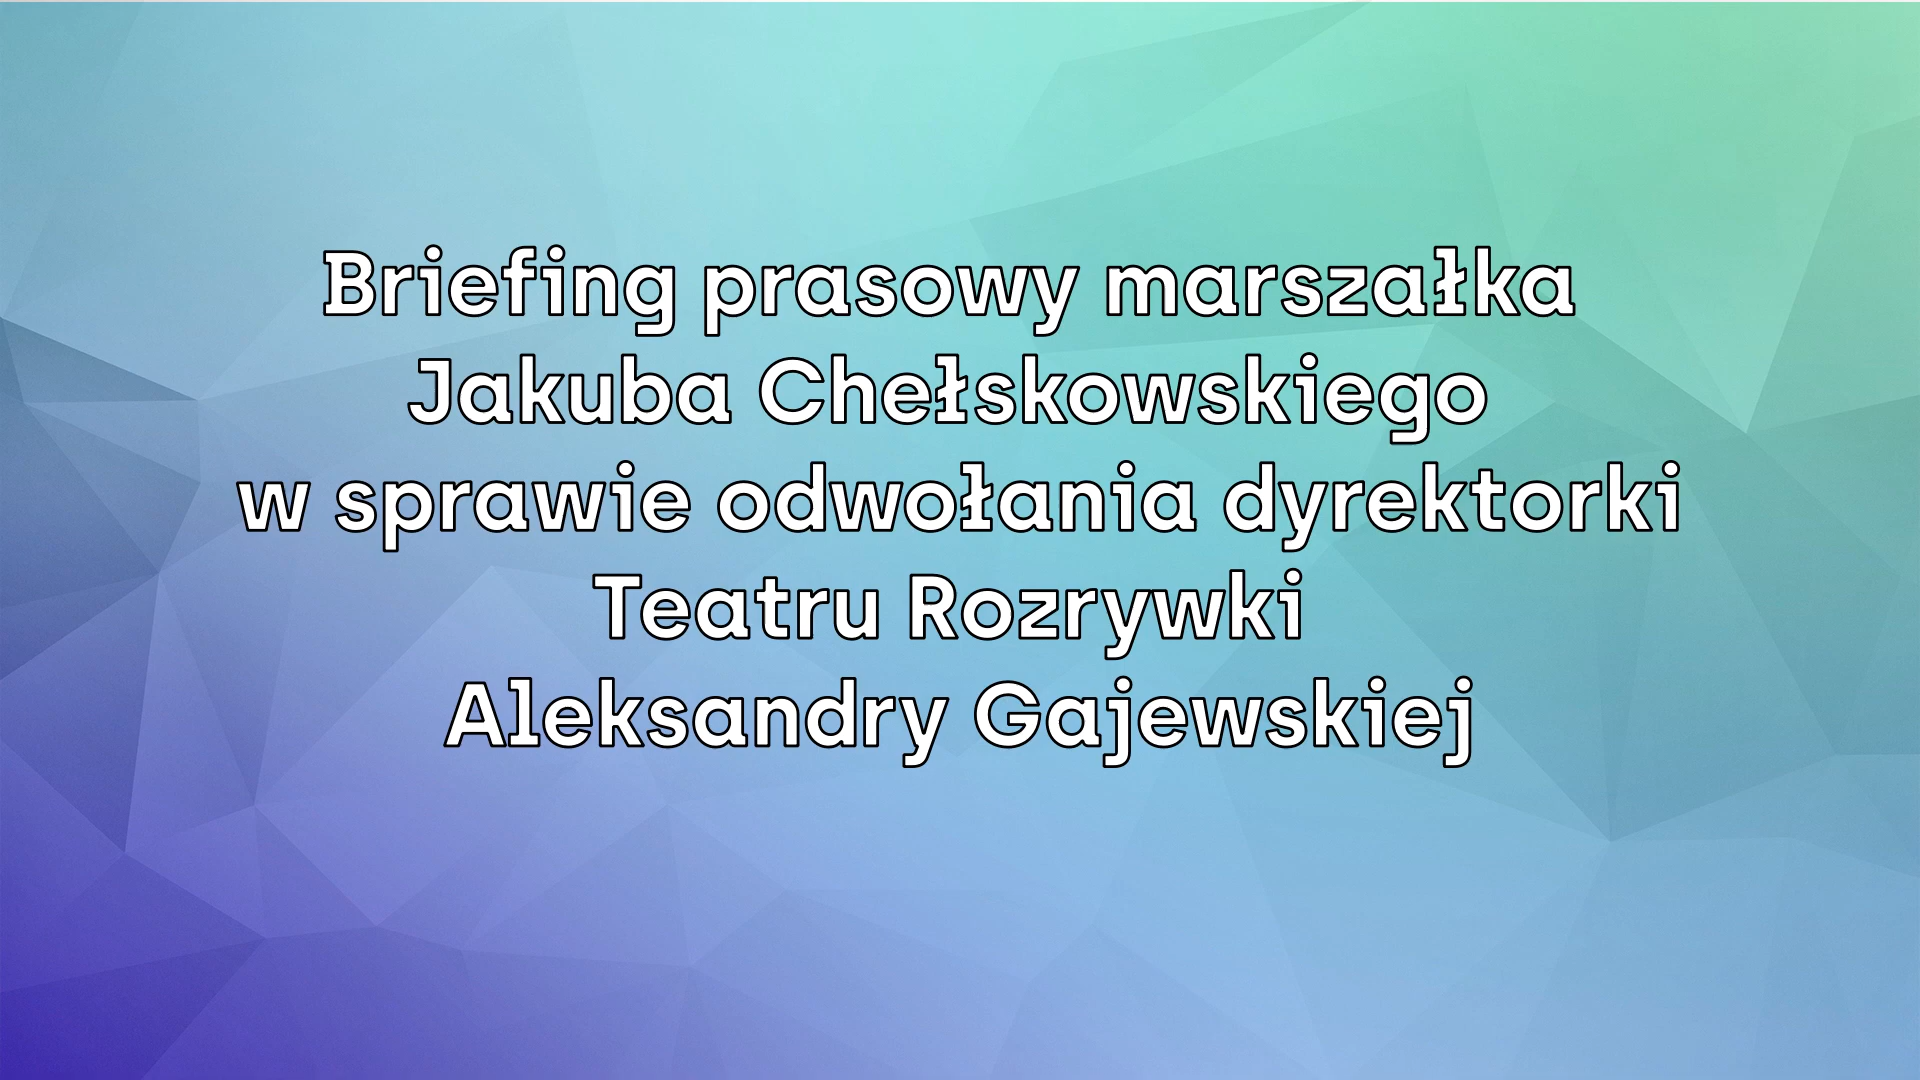 Briefing prasowy marszałka
Jakuba Chełskowskiego
w sprawie odwołania dyrektorki
Teatru Rozrywki
Aleksandry Gajewskiej